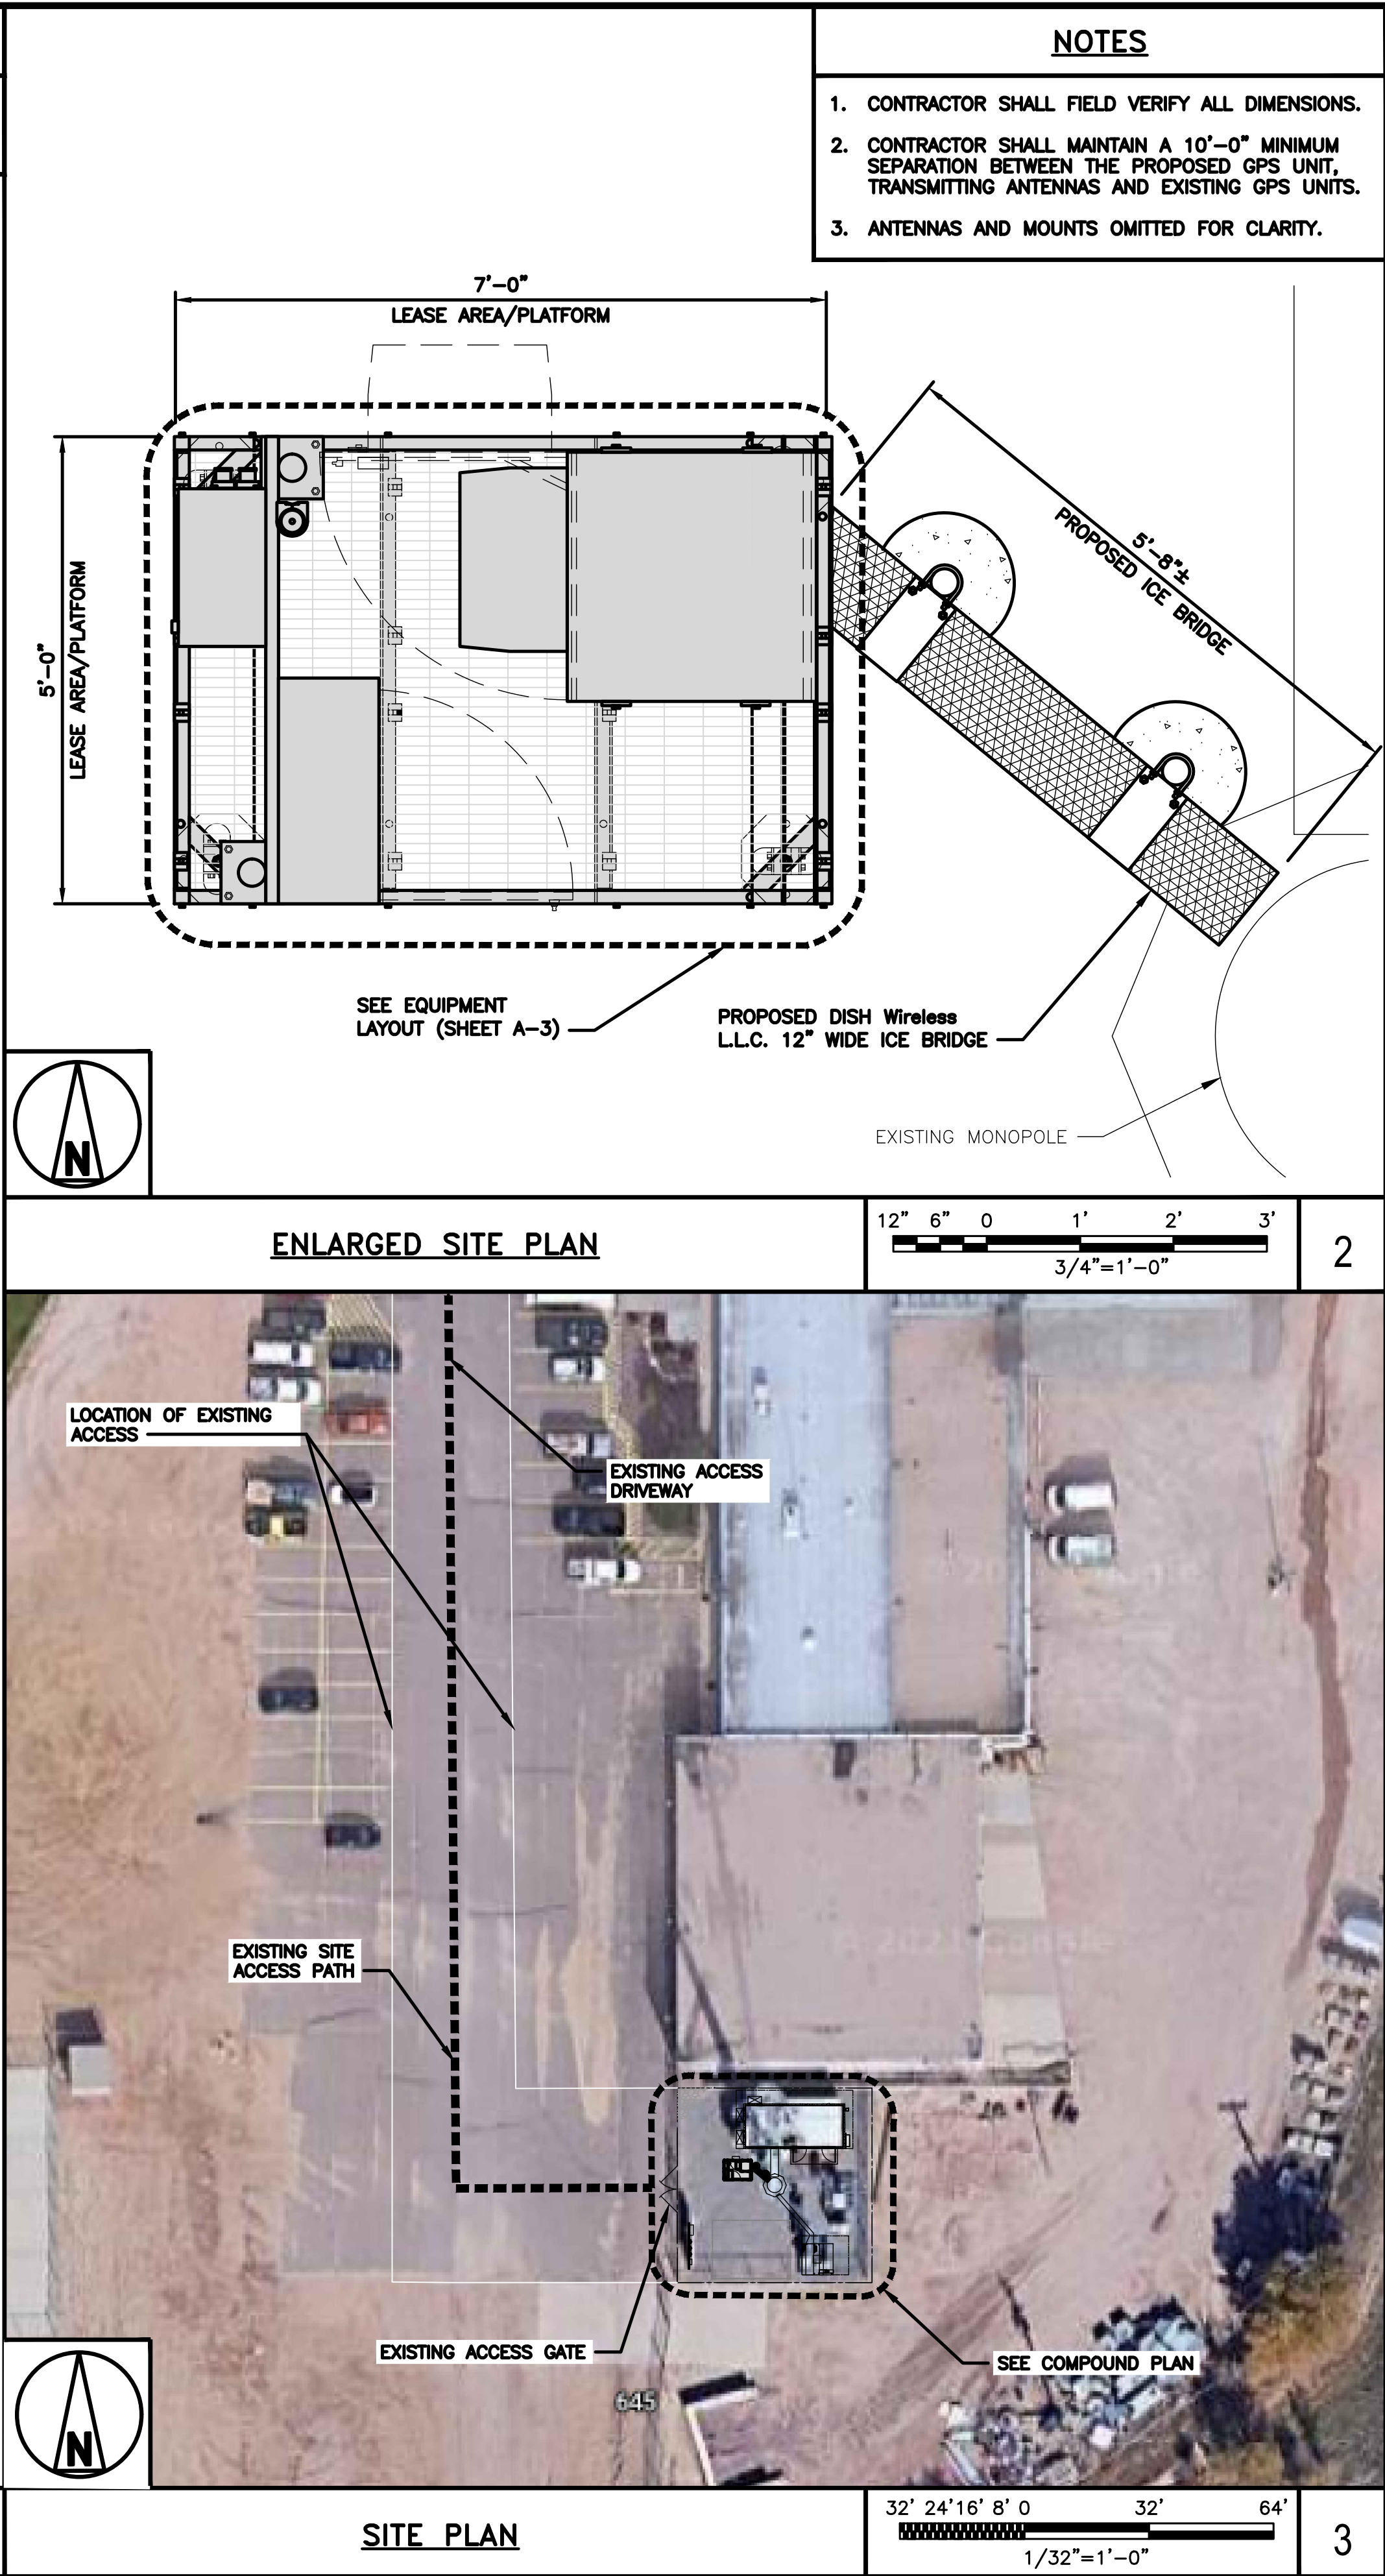 NOTES
1. CONTRACTOR SHALL FIELD VERIFY ALL DIMENSIONS.
2. CONTRACTOR SHALL MAINTAIN A 10'-0" MINIMUM
SEPARATION BETWEEN THE PROPOSED GPS UNIT,
TRANSMITTING ANTENNAS AND EXISTING GPS UNITS.
3. ANTENNAS AND MOUNTS OMITTED FOR CLARITY.
7'-0"
LEASE AREA/PLATFORM
5'-0"
LEASE AREA/PLATFORM
5'-8"±
PROPOSED ICE BRIDGE
SEE EQUIPMENT
LAYOUT (SHEET A-3)
PROPOSED DISH Wireless
L.L.C. 12" WIDE ICE BRIDGE
EXISTING MONOPOLE
N
ENLARGED SITE PLAN
12" 6" 0 1' 2' 3'
3/4"=1'-0"
2
LOCATION OF EXISTING
ACCESS
EXISTING ACCESS
DRIVEWAY
EXISTING SITE
ACCESS PATH
EXISTING ACCESS GATE
SEE COMPOUND PLAN
645
N
SITE PLAN
32' 24' 16' 8' 0 32' 64'
1/32"=1'-0"
3